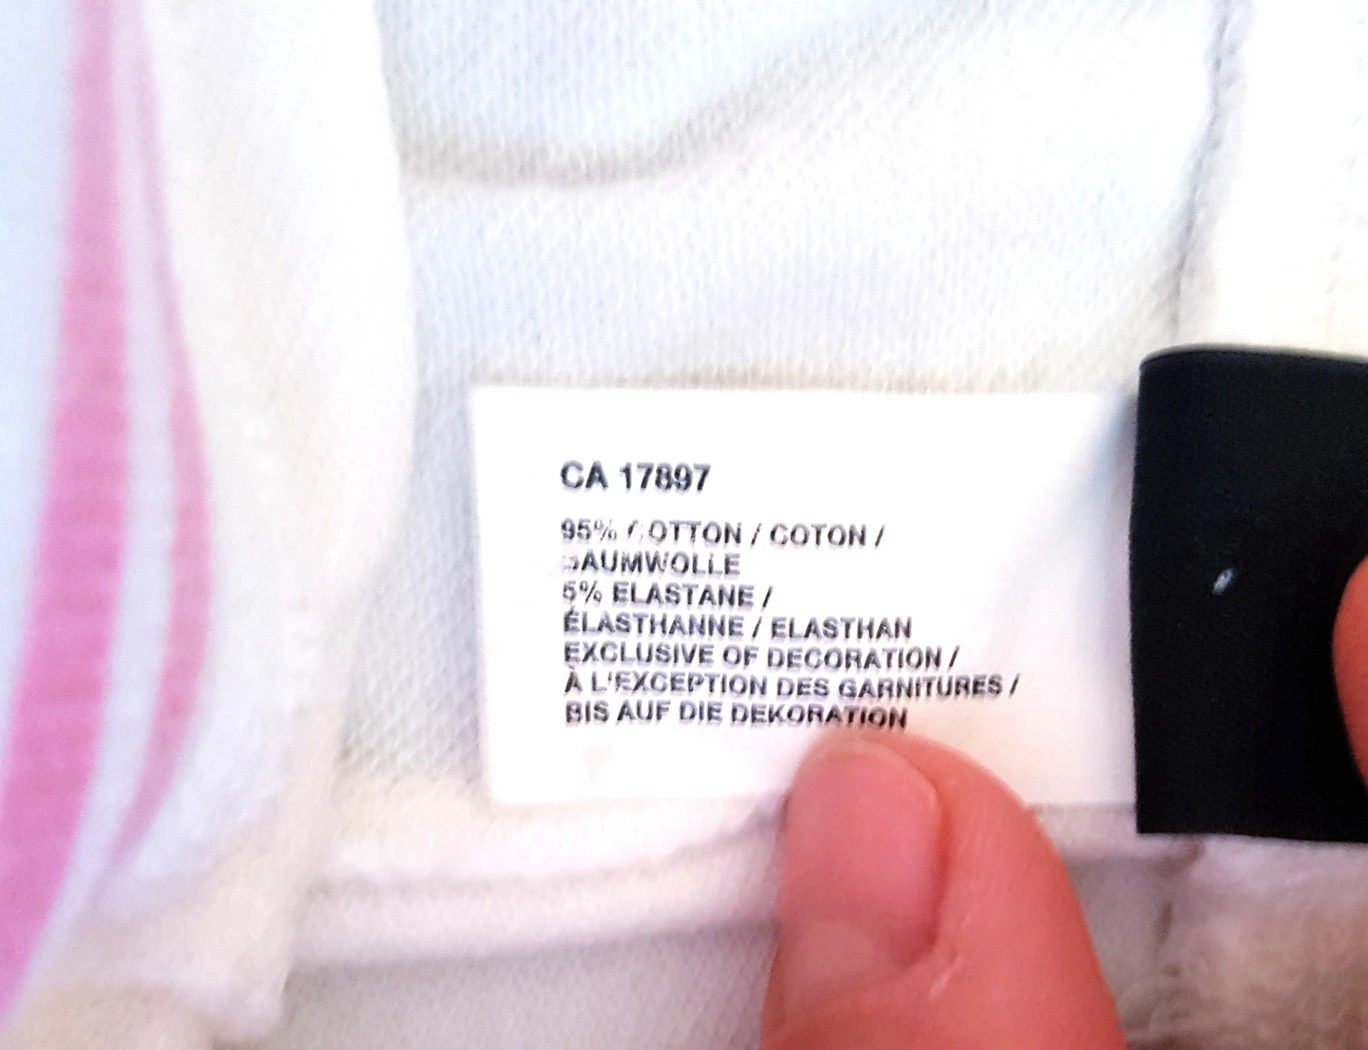 CA 17897
95% COTTON / COTON /
BAUMWOLLE
5% ELASTANE /
ÉLASTHANNE / ELASTHAN
EXCLUSIVE OF DECORATION /
À L'EXCEPTION DES GARNITURES /
BIS AUF DIE DEKORATION